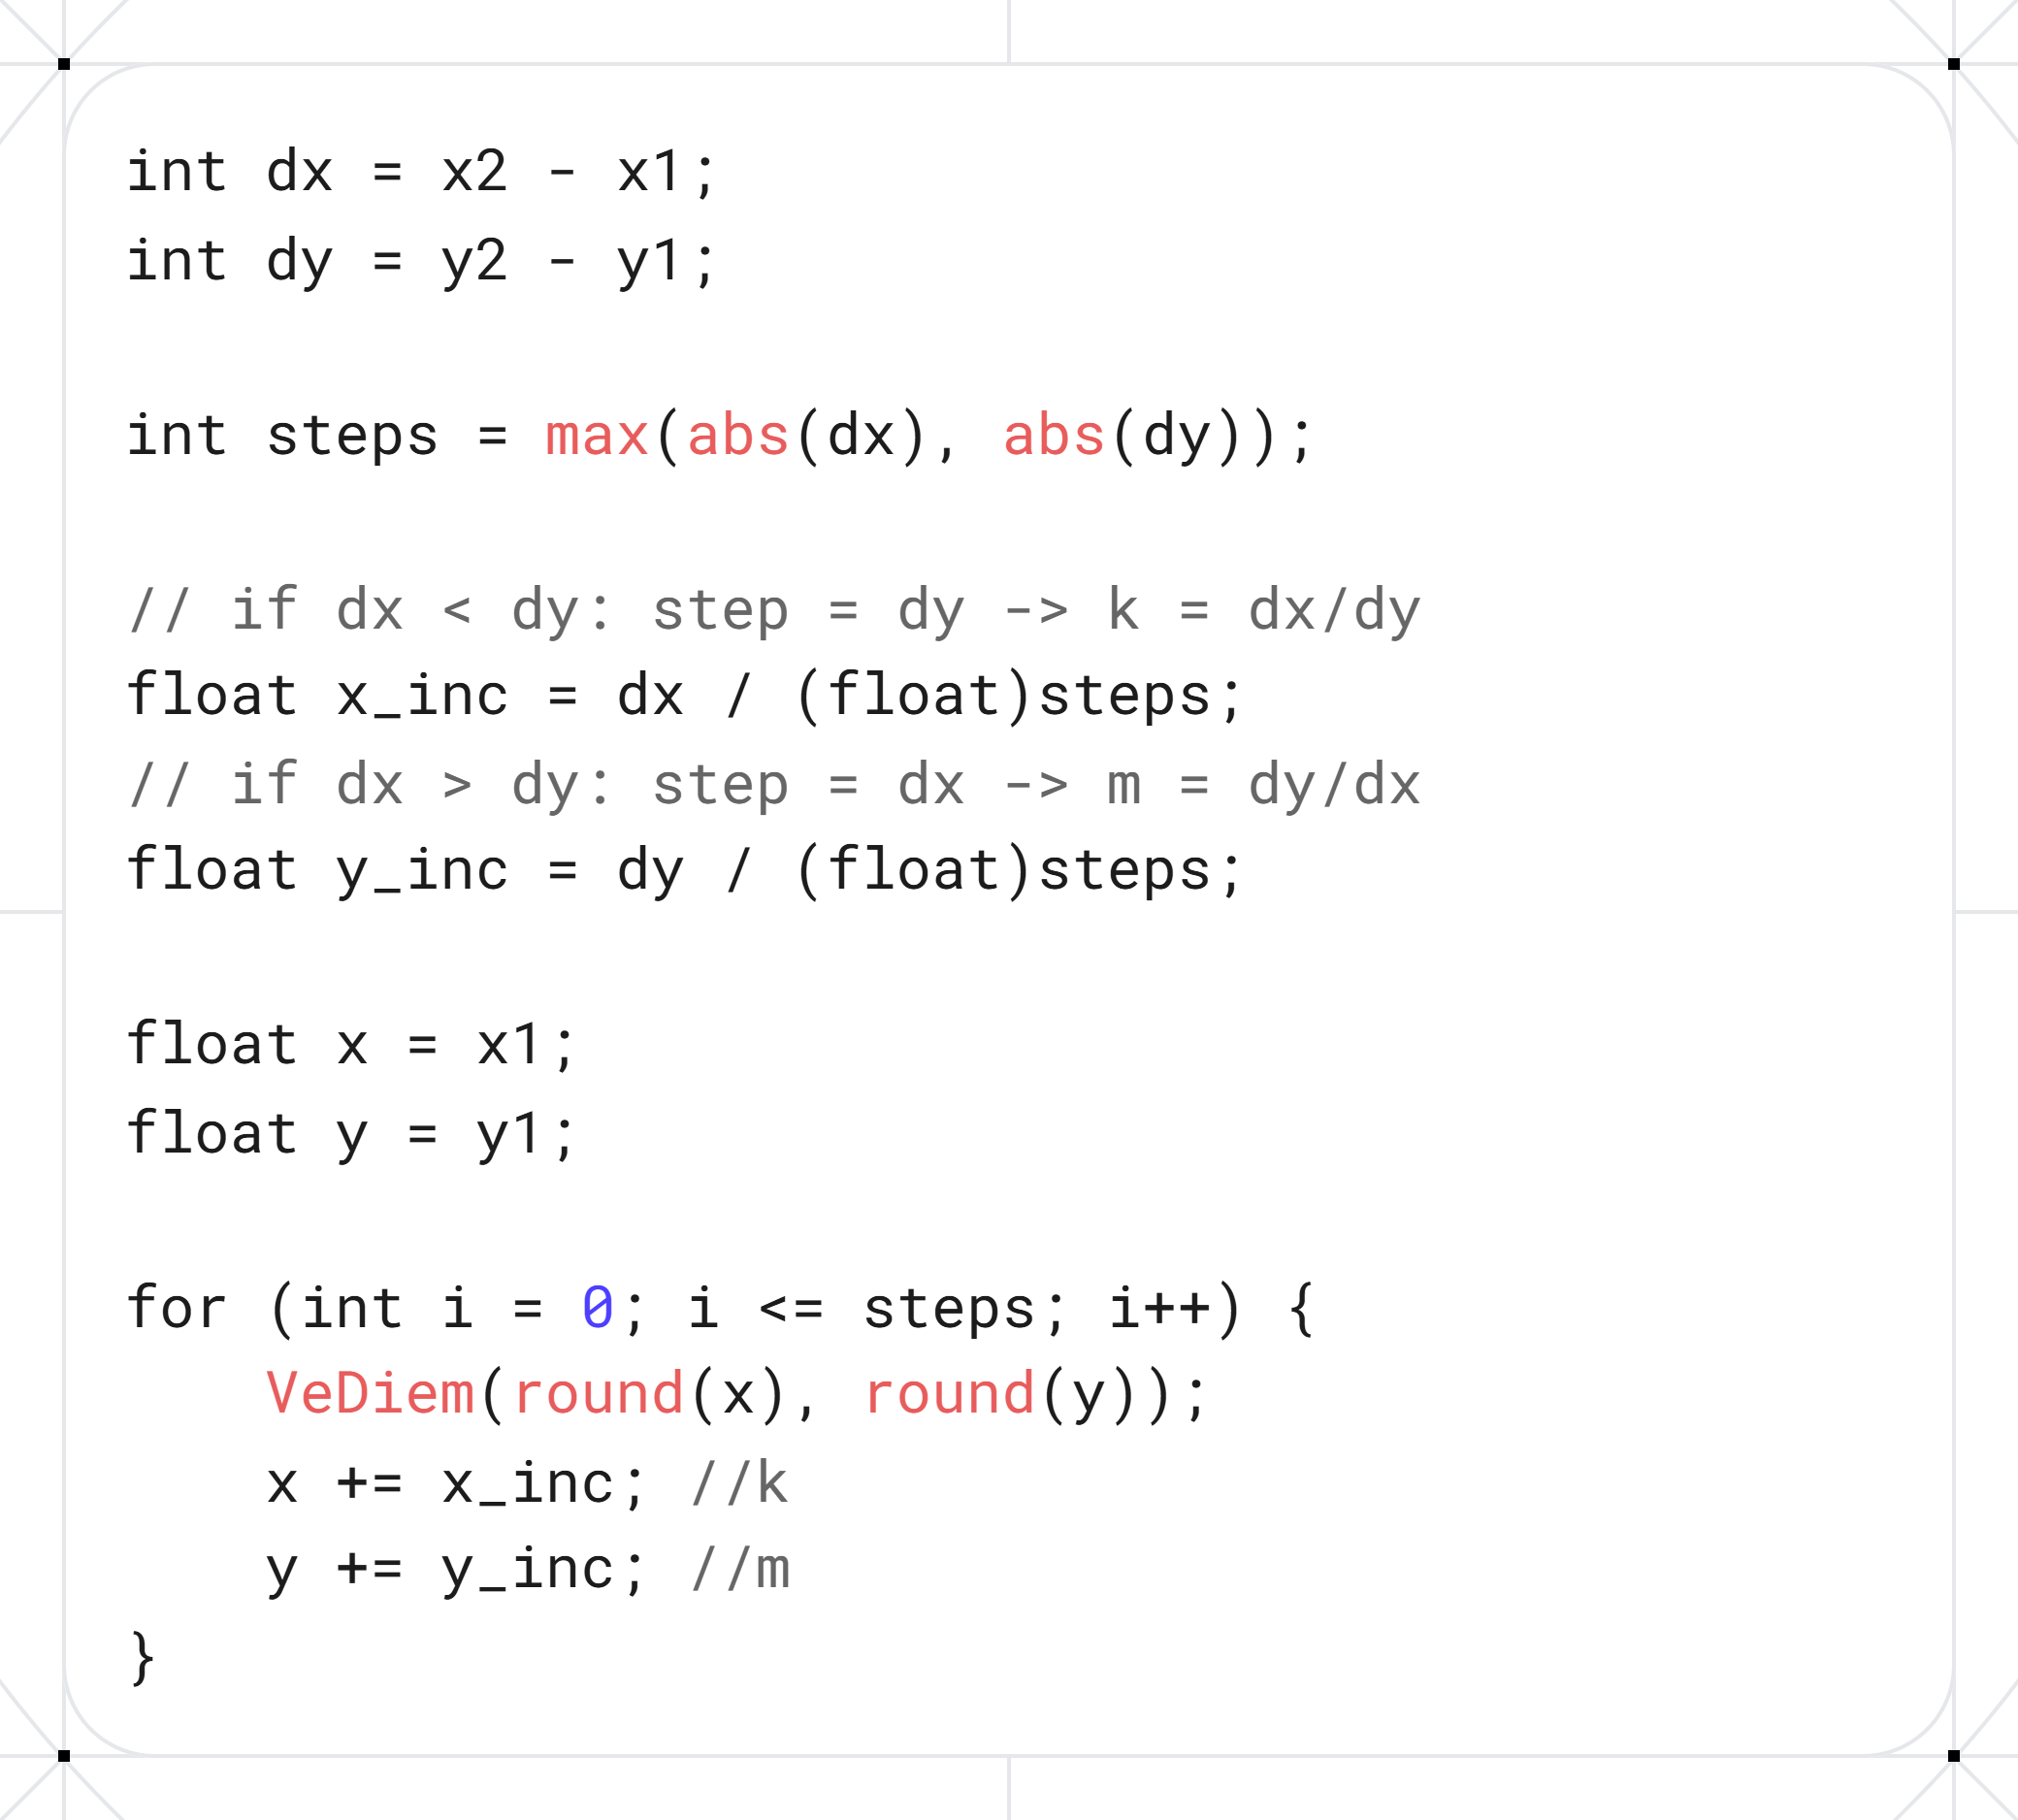 int dx = x2 - x1;
int dy = y2 - y1;

int steps = max(abs(dx), abs(dy));

// if dx < dy: step = dy -> k = dx/dy
float x_inc = dx / (float)steps;
// if dx > dy: step = dx -> m = dy/dx
float y_inc = dy / (float)steps;

float x = x1;
float y = y1;

for (int i = 0; i <= steps; i++) {
    VeDiem(round(x), round(y));
    x += x_inc; //k
    y += y_inc; //m
}